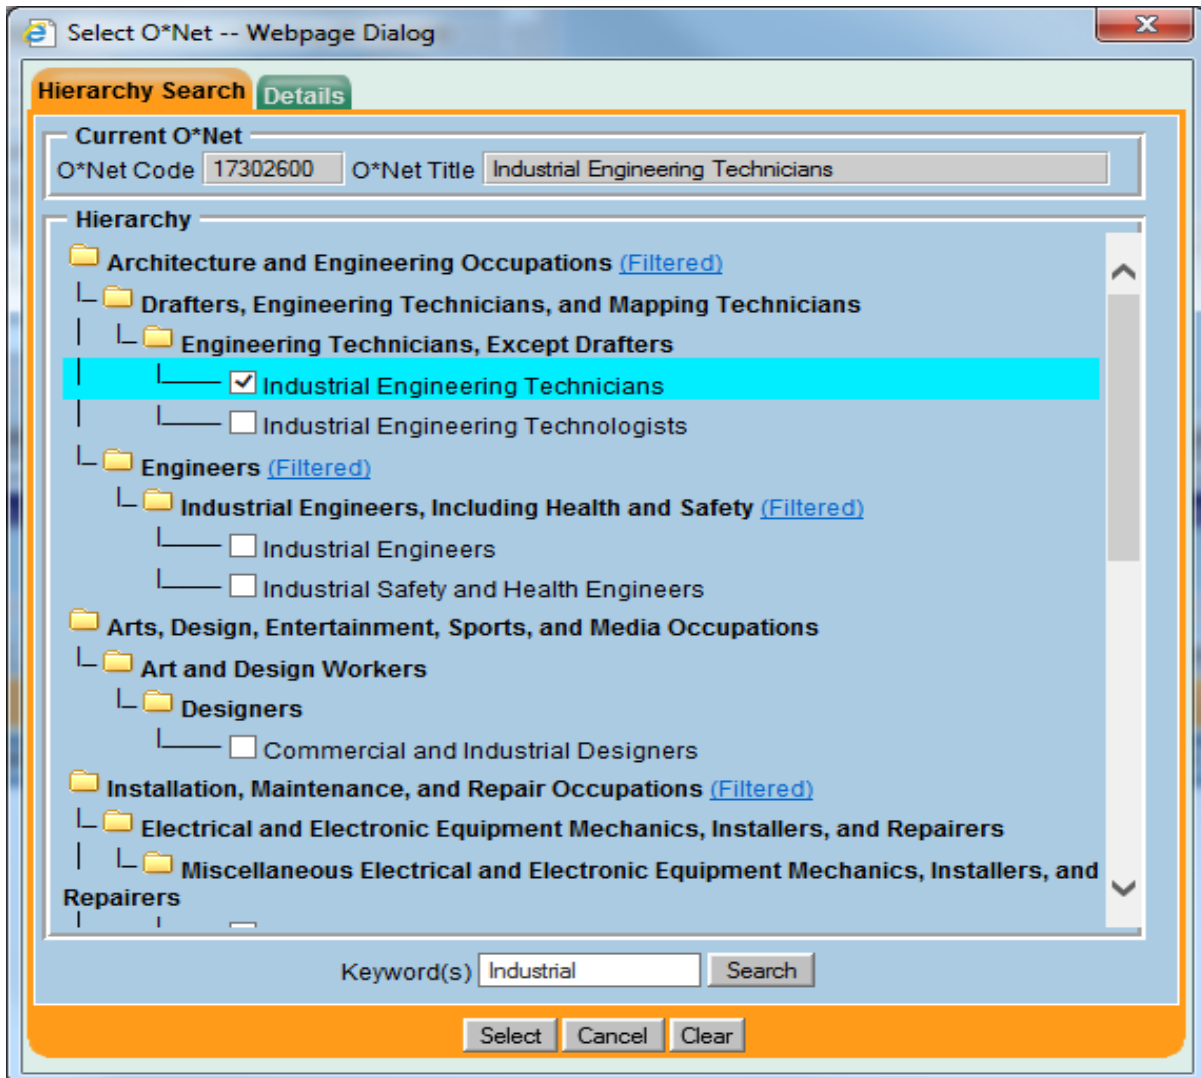 Select O*Net -- Webpage Dialog
Hierarchy Search Details
Current O*Net
O*Net Code 17302600 O*Net Title Industrial Engineering Technicians
Hierarchy
Architecture and Engineering Occupations (Filtered)
Drafters, Engineering Technicians, and Mapping Technicians
Engineering Technicians, Except Drafters
Industrial Engineering Technicians
Industrial Engineering Technologists
Engineers (Filtered)
Industrial Engineers, Including Health and Safety (Filtered)
Industrial Engineers
Industrial Safety and Health Engineers
Arts, Design, Entertainment, Sports, and Media Occupations
Art and Design Workers
Designers
Commercial and Industrial Designers
Installation, Maintenance, and Repair Occupations (Filtered)
Electrical and Electronic Equipment Mechanics, Installers, and Repairers
Miscellaneous Electrical and Electronic Equipment Mechanics, Installers, and
Repairers
Keyword(s) Industrial Search
Select Cancel Clear